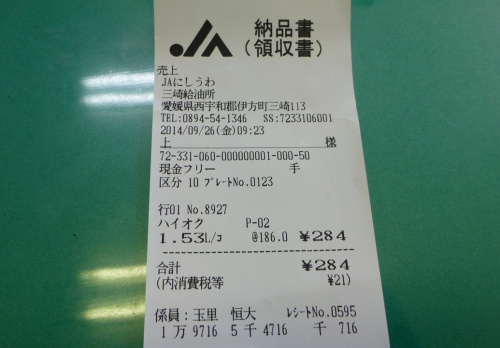 JA
納品書
(領収書)
売上
JAにしうわ
三崎給油所
愛媛県西宇和郡伊方町三崎113
TEL:0894-54-1346 SS:7233106001
2014/09/26(金)09:23
上 様
72-331-060-000000001-000-50
現金フリー 手
区分 10 プレートNo.0123
行01 No.8927
ハイオク P-02
1.53L/コ @186.0 ¥284
合計 ¥284
(内消費税等 ¥21)
係員:玉里 恒大 レシートNo.0595
1 万 9716 5 千 4716 千 716